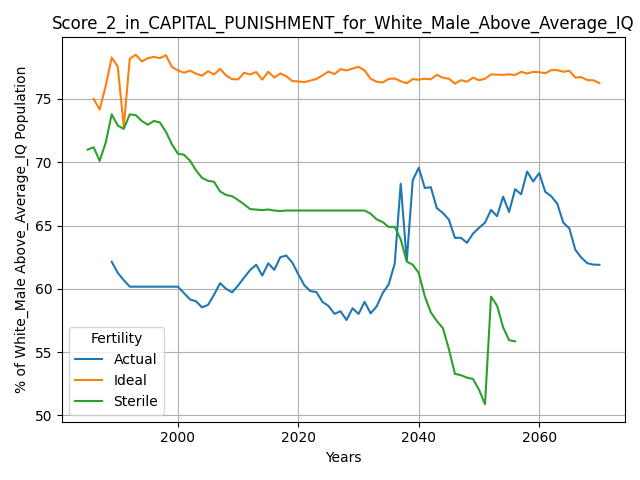 Score_2_in_CAPITAL_PUNISHMENT_for_White_Male_Above_Average_IQ
% of White_Male Above_Average_IQ Population
75
70
65
60
55
50
Fertility
Actual
Ideal
Sterile
2000
2020
2040
2060
Years